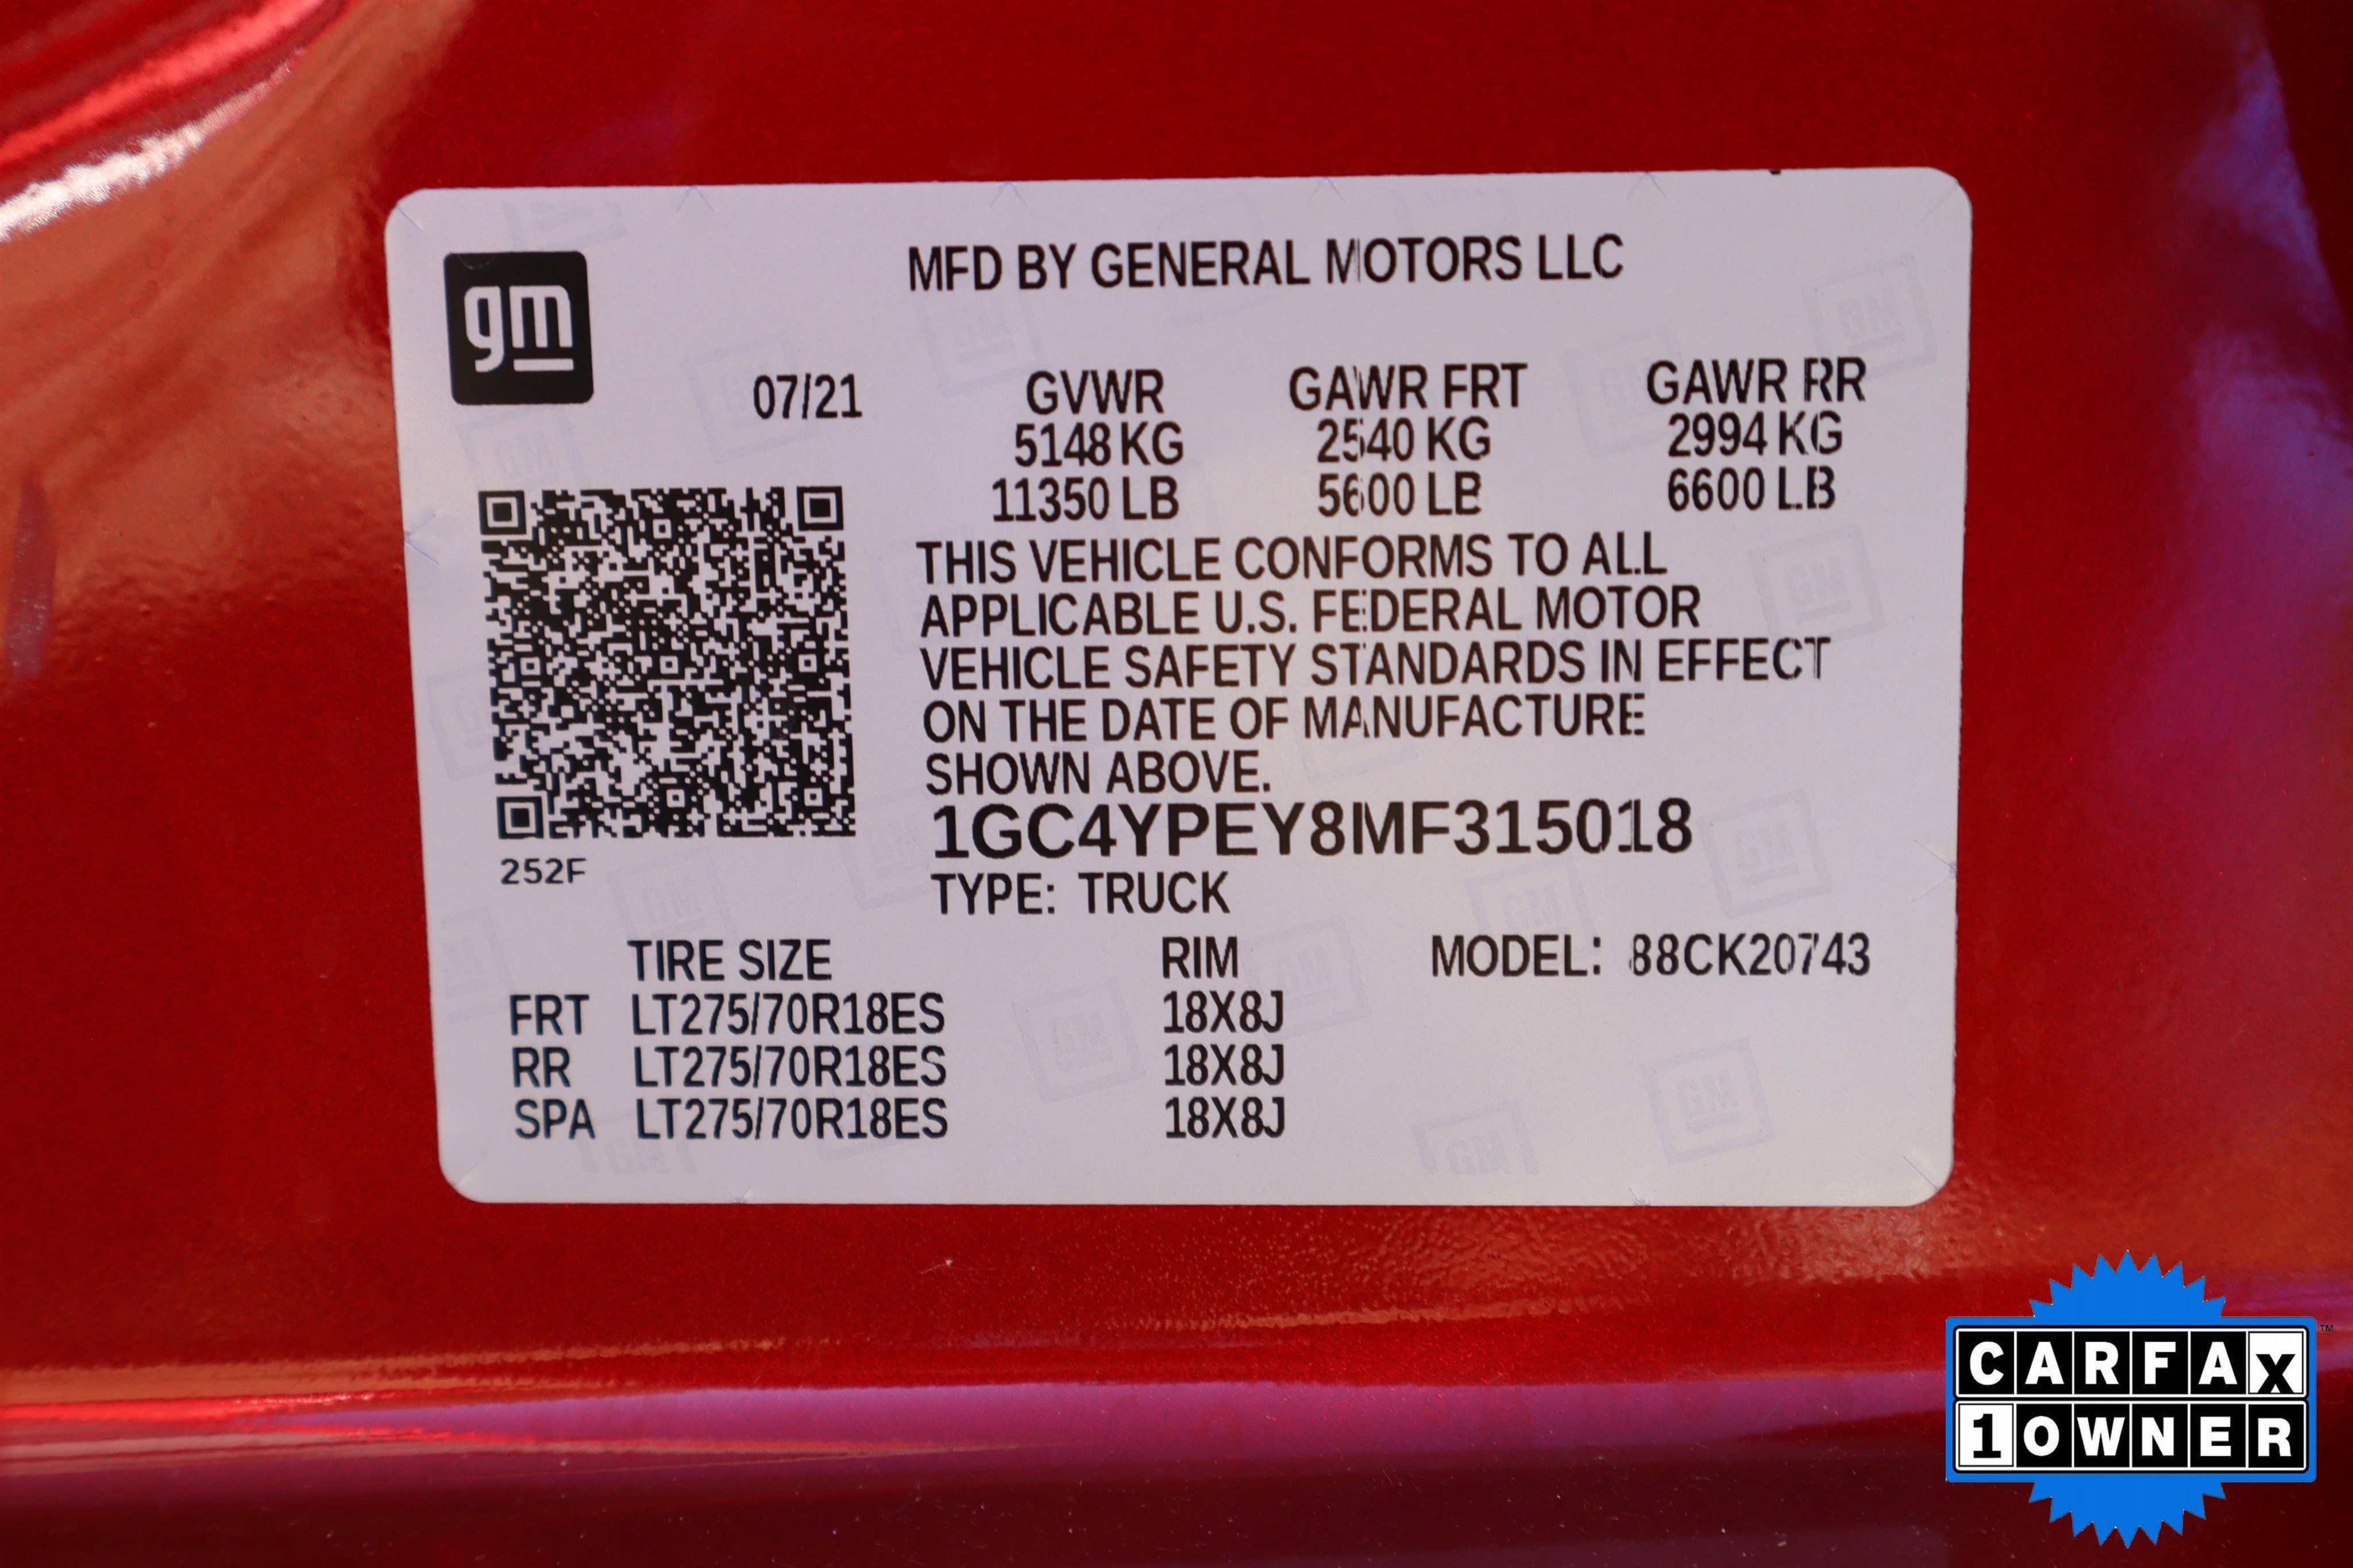 gm
MFD BY GENERAL MOTORS LLC
07/21 GVWR GAWR FRT GAWR RR
5148 KG 2540 KG 2994 KG
11350 LB 5600 LB 6600 LB
THIS VEHICLE CONFORMS TO ALL
APPLICABLE U.S. FEDERAL MOTOR
VEHICLE SAFETY STANDARDS IN EFFECT
ON THE DATE OF MANUFACTURE
SHOWN ABOVE.
1GC4YPEY8MF315018
252F
TYPE: TRUCK
TIRE SIZE RIM MODEL: 88CK20743
FRT LT275/70R18ES 18X8J
RR LT275/70R18ES 18X8J
SPA LT275/70R18ES 18X8J
CARFAX TM
1 OWNER